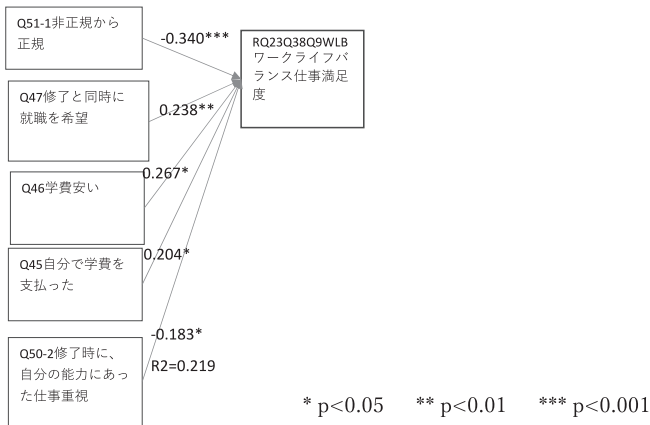 Q51-1非正規から
正規
-0.340***
RQ23Q38Q9WLB
ワークライフバ
ランス仕事満足
度
Q47修了と同時に
就職を希望
0.238**
Q46学費安い
0.267*
Q45自分で学費を
支払った
0.204*
Q50-2修了時に、
自分の能力にあっ
た仕事重視
-0.183*
R2=0.219
* p<0.05 ** p<0.01 *** p<0.001